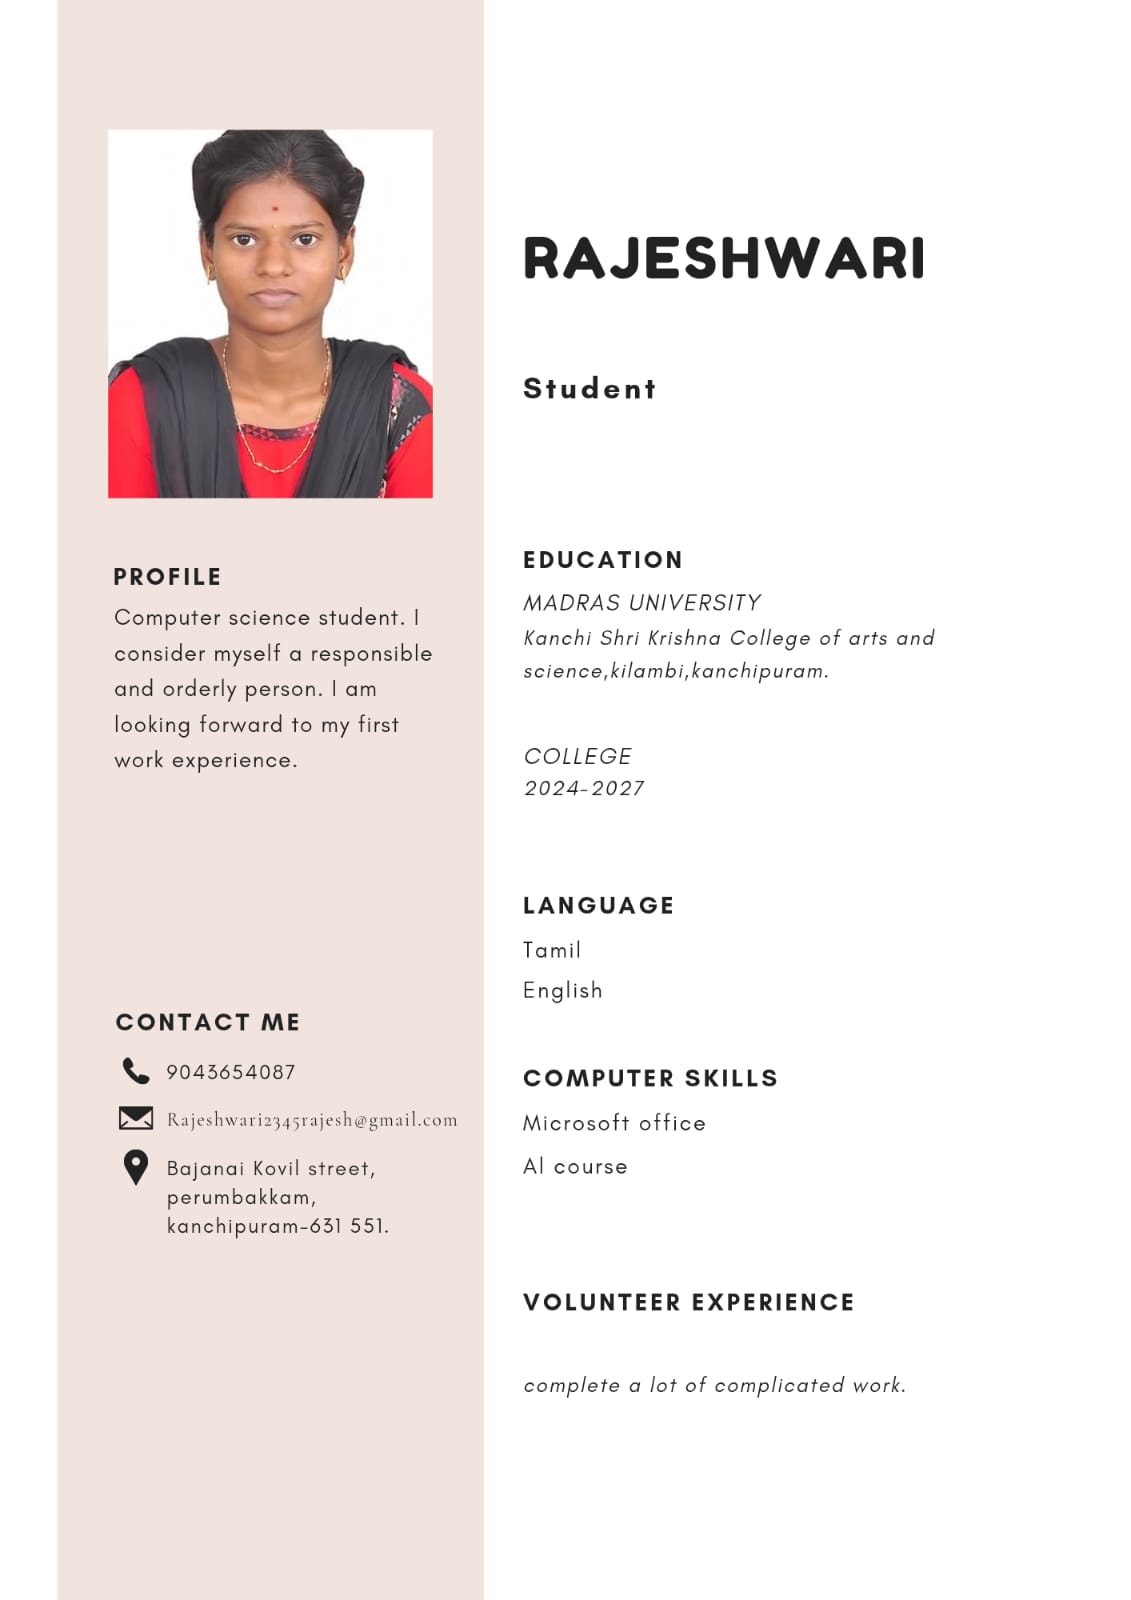 RAJESHWARI
Student
PROFILE
Computer science student. I
consider myself a responsible
and orderly person. I am
looking forward to my first
work experience.
CONTACT ME
9043654087
Rajeshwari2345rajesh@gmail.com
Bajanai Kovil street,
perumbakkam,
kanchipuram-631 551.
EDUCATION
MADRAS UNIVERSITY
Kanchi Shri Krishna College of arts and
science,kilambi,kanchipuram.
COLLEGE
2024-2027
LANGUAGE
Tamil
English
COMPUTER SKILLS
Microsoft office
AI course
VOLUNTEER EXPERIENCE
complete a lot of complicated work.